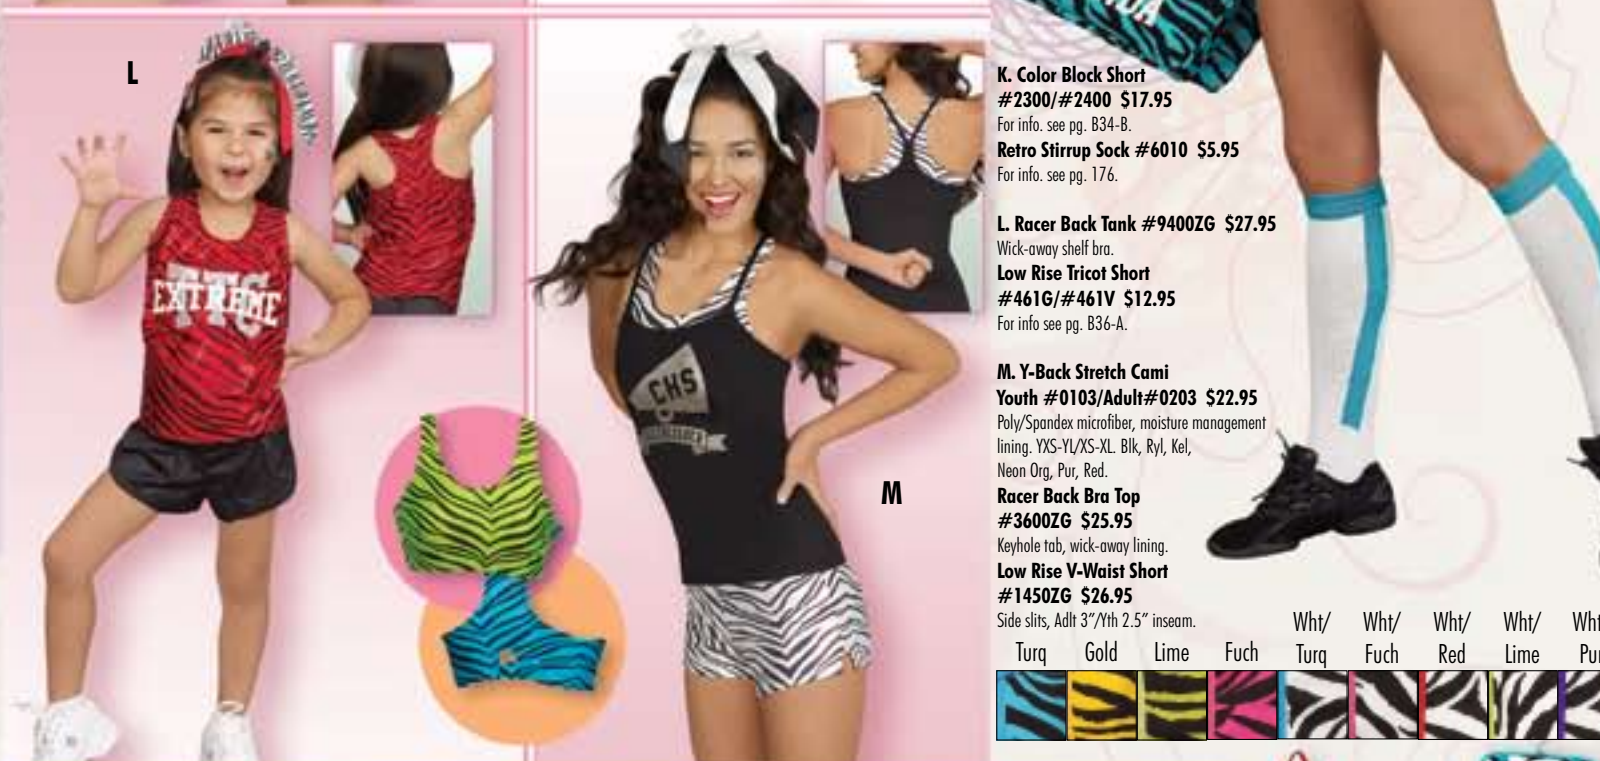 L
TTG
EXTREME
CHS
M
K. Color Block Short
#2300/#2400 $17.95
For info. see pg. B34-B.
Retro Stirrup Sock #6010 $5.95
For info. see pg. 176.
L. Racer Back Tank #9400ZG $27.95
Wick-away shelf bra.
Low Rise Tricot Short
#461G/#461V $12.95
For info see pg. B36-A.
M. Y-Back Stretch Cami
Youth #0103/Adult#0203 $22.95
Poly/Spandex microfiber, moisture management
lining. YXS-YL/XS-XL. Blk, Ryl, Kel,
Neon Org, Pur, Red.
Racer Back Bra Top
#3600ZG $25.95
Keyhole tab, wick-away lining.
Low Rise V-Waist Short
#1450ZG $26.95
Side slits, Adlt 3”/Yth 2.5” inseam.
Turq Gold Lime Fuch Wht/ Turq Wht/ Fuch Wht/ Red Wht/ Lime